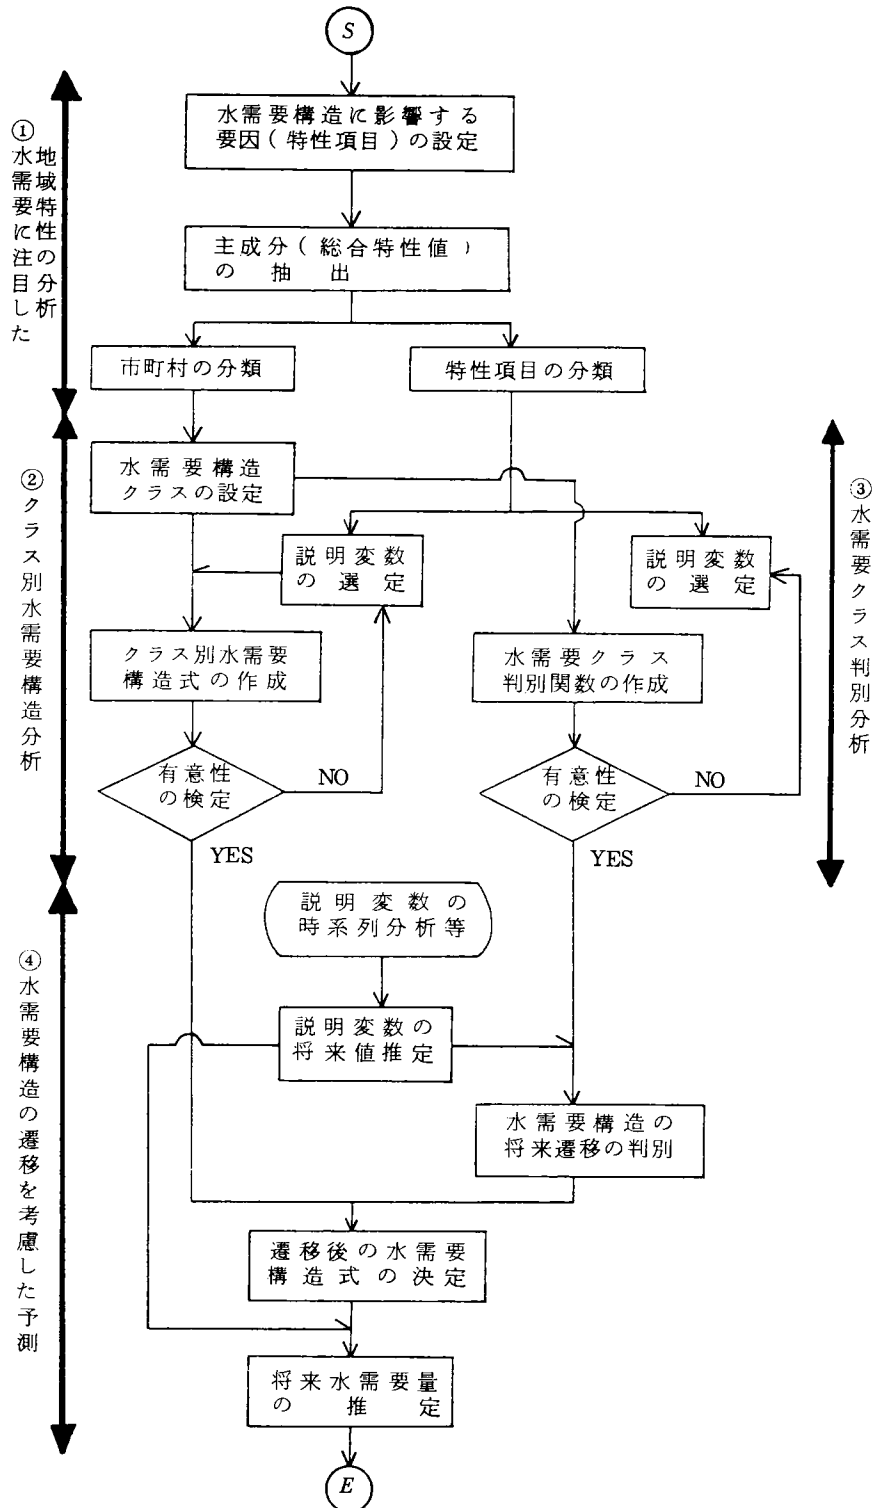 S
水需要構造に影響する
要因(特性項目)の設定
主成分(総合特性値)
の抽出
市町村の分類
特性項目の分類
①水需要に注目した
地域特性の分析
水需要構造
クラスの設定
説明変数
の選定
説明変数
の選定
クラス別水需要
構造式の作成
水需要クラス
判別関数の作成
有意性
の検定
NO
YES
有意性
の検定
NO
YES
②クラス別水需要構造分析
③水需要クラス判別分析
説明変数の
時系列分析等
説明変数の
将来値推定
水需要構造の
将来遷移の判別
遷移後の水需要
構造式の決定
将来水需要量
の推定
④水需要構造の遷移を考慮した予測
E